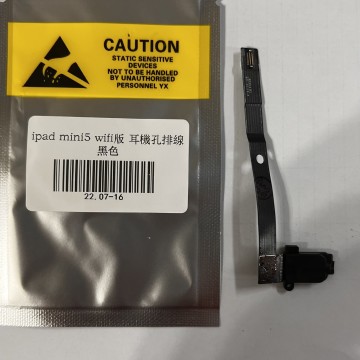 CAUTION
STATIC SENSITIVE
DEVICES
NOT TO BE HANDLED
BY UNAUTHORISED
PERSONNEL YX
ipad mini5 wifi版 耳機孔排線
黑色
22.07-16